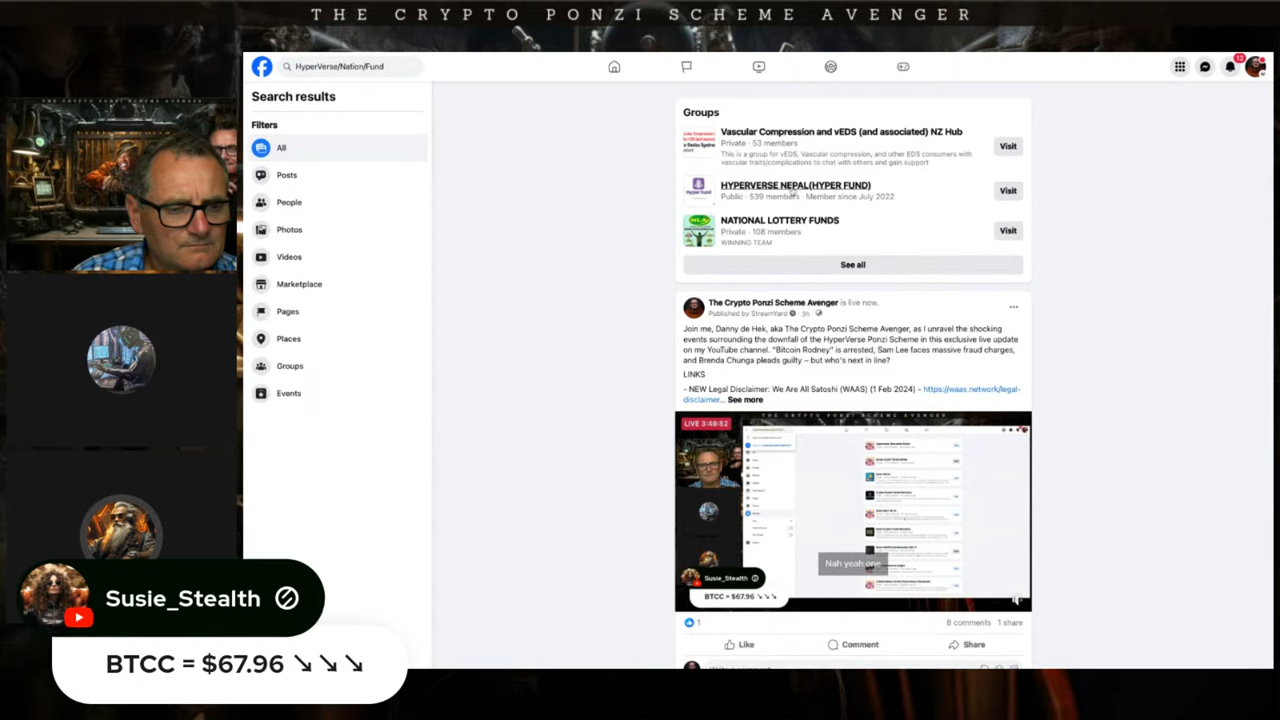 THE CRYPTO PONZI SCHEME AVENGER
HyperVerse/Nation/Fund
12
Search results
Filters
All
Posts
People
Photos
Videos
Marketplace
Pages
Places
Groups
Events
Groups
Vascular Compression and vEDS (and associated) NZ Hub
Private · 53 members
This is a group for vEDS, Vascular compression, and other EDS consumers with
vascular traits/complications to chat with others and gain support
Visit
HYPERVERSE NEPAL(HYPER FUND)
Public · 539 members · Member since July 2022
Visit
NATIONAL LOTTERY FUNDS
Private · 108 members
WINNING TEAM
Visit
See all
The Crypto Ponzi Scheme Avenger is live now.
Published by StreamYard · 3h ·
Join me, Danny de Hek, aka The Crypto Ponzi Scheme Avenger, as I unravel the shocking
events surrounding the downfall of the HyperVerse Ponzi Scheme in this exclusive live update
on my YouTube channel. "Bitcoin Rodney" is arrested, Sam Lee faces massive fraud charges,
and Brenda Chunga pleads guilty – but who's next in line?
LINKS
- NEW Legal Disclaimer: We Are All Satoshi (WAAS) (1 Feb 2024) - https://waas.network/legal-
disclaimer... See more
THE CRYPTO PONZI SCHEME AVENGER
LIVE 3:49:52
Nah yeah one
Susie_Stealth
BTCC = $67.96 ↘↘↘
1
8 comments 1 share
Like
Comment
Share
Susie_Stealth
BTCC = $67.96 ↘↘↘